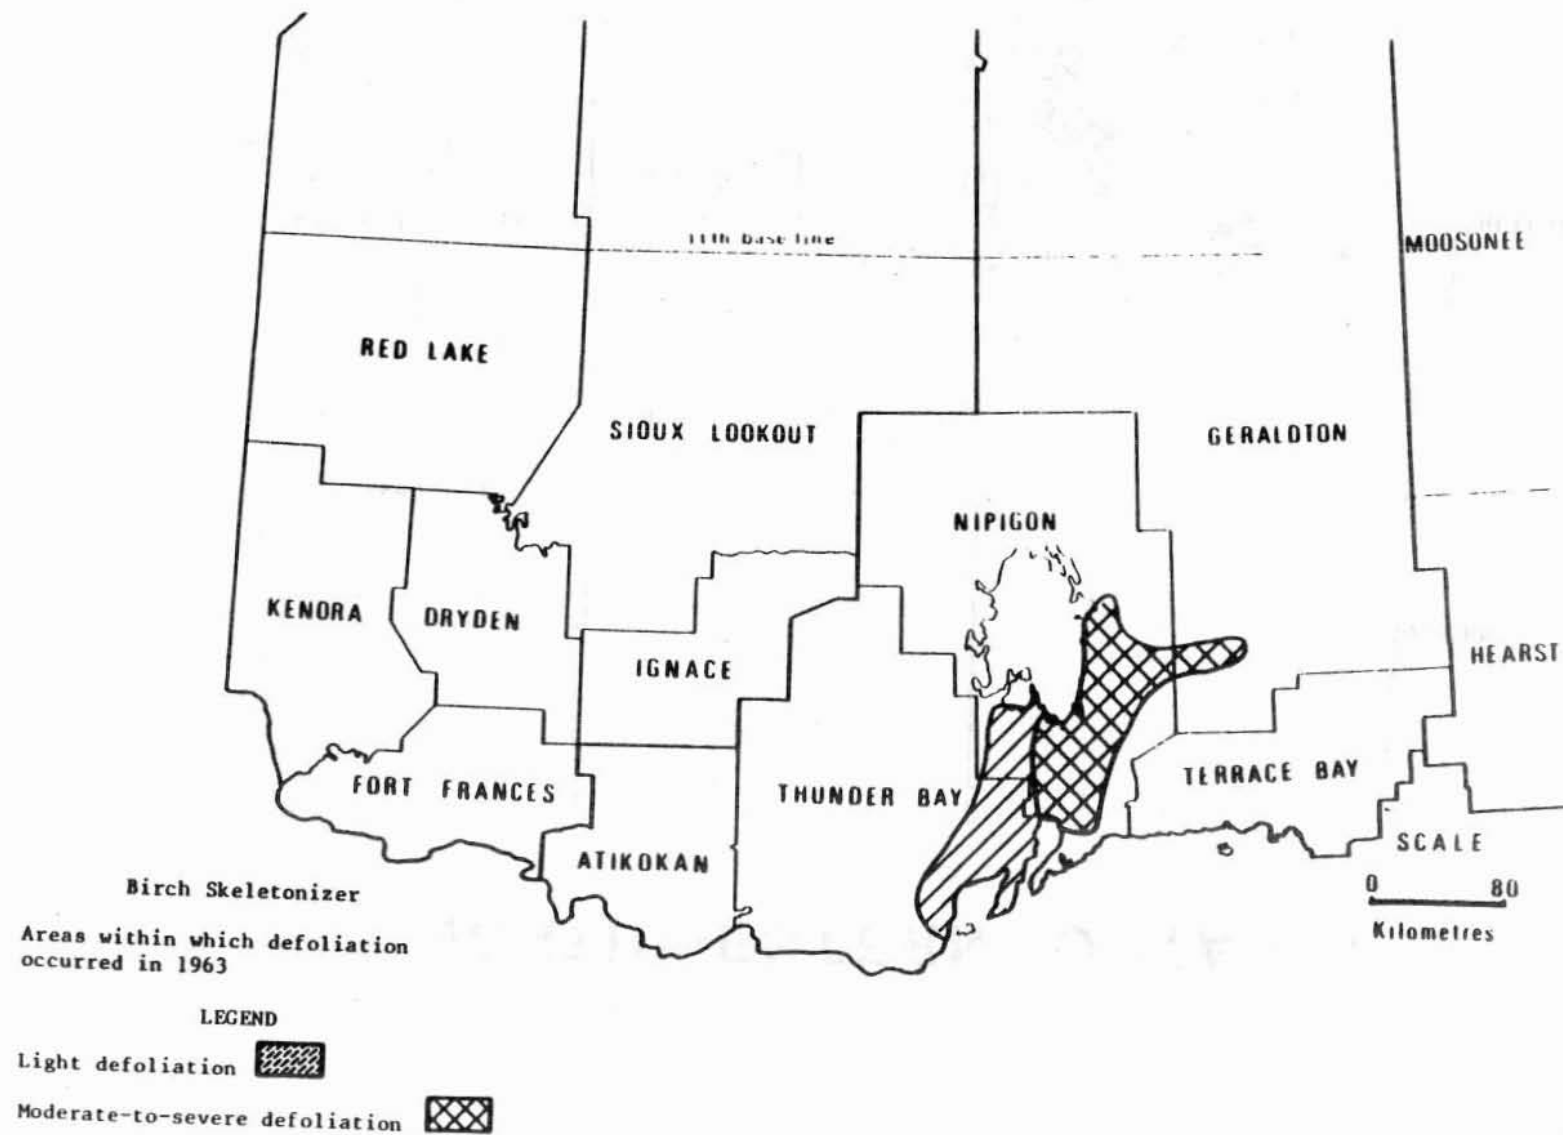 11th base line
MOOSONEE
RED LAKE
SIOUX LOOKOUT
GERALDTON
NIPIGON
KENORA
DRYDEN
IGNACE
HEARST
FORT FRANCES
THUNDER BAY
TERRACE BAY
ATIKOKAN
SCALE
0 80
Kilometres
Birch Skeletonizer
Areas within which defoliation
occurred in 1963
LEGEND
Light defoliation
Moderate-to-severe defoliation